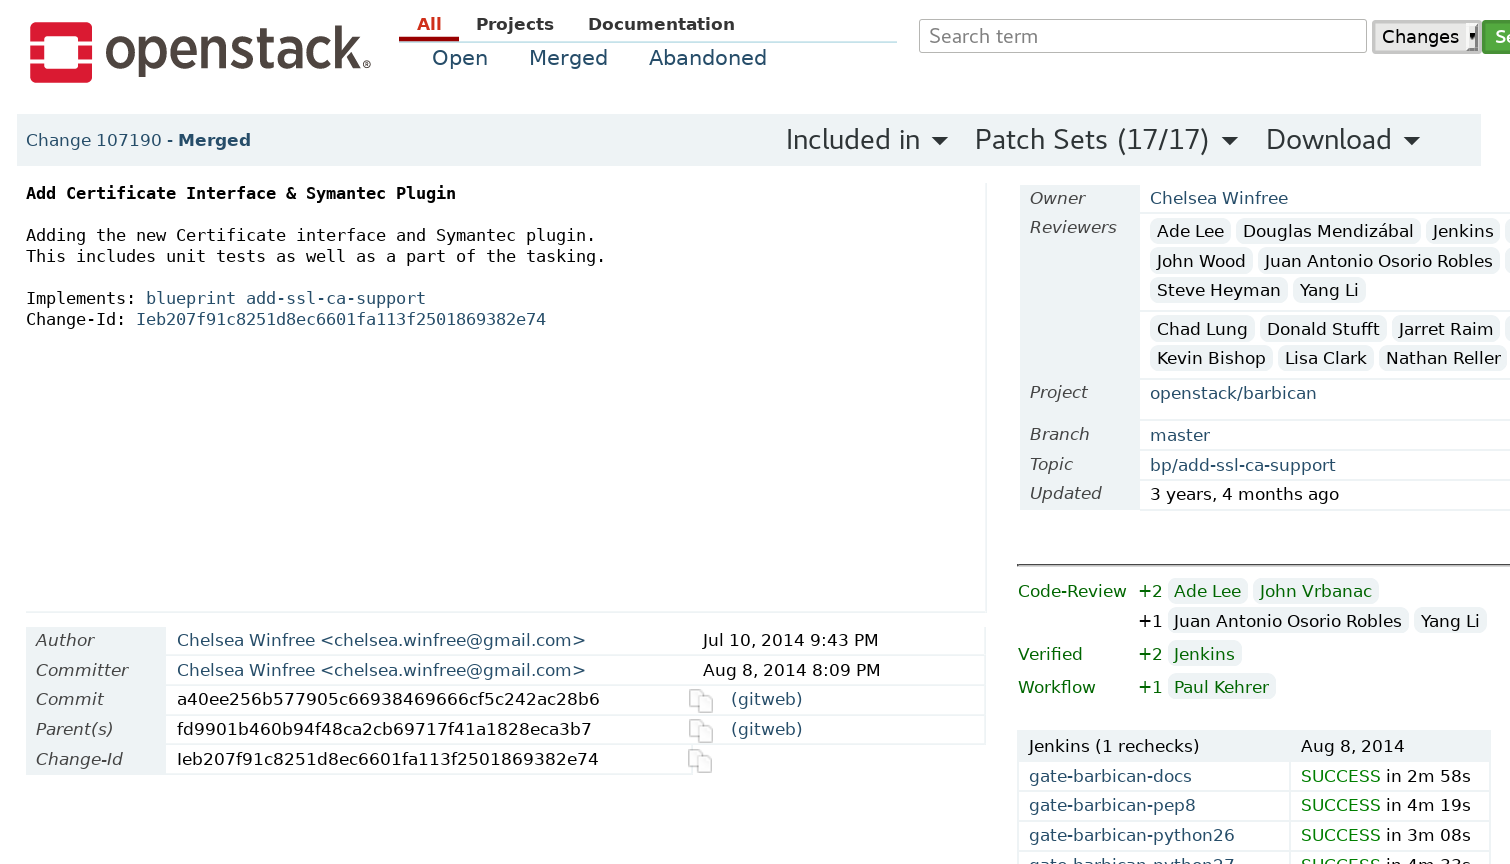 openstack®
All Projects Documentation
Open Merged Abandoned
Search term
Changes
Change 107190 - Merged
Included in Patch Sets (17/17) Download
Add Certificate Interface & Symantec Plugin
Adding the new Certificate interface and Symantec plugin.
This includes unit tests as well as a part of the tasking.
Implements: blueprint add-ssl-ca-support
Change-Id: Ieb207f91c8251d8ec6601fa113f2501869382e74
Author Chelsea Winfree <chelsea.winfree@gmail.com> Jul 10, 2014 9:43 PM
Committer Chelsea Winfree <chelsea.winfree@gmail.com> Aug 8, 2014 8:09 PM
Commit a40ee256b577905c66938469666cf5c242ac28b6 (gitweb)
Parent(s) fd9901b460b94f48ca2cb69717f41a1828eca3b7 (gitweb)
Change-Id Ieb207f91c8251d8ec6601fa113f2501869382e74
Owner Chelsea Winfree
Reviewers Ade Lee Douglas Mendizábal Jenkins
John Wood Juan Antonio Osorio Robles
Steve Heyman Yang Li
Chad Lung Donald Stufft Jarret Raim
Kevin Bishop Lisa Clark Nathan Reller
Project openstack/barbican
Branch master
Topic bp/add-ssl-ca-support
Updated 3 years, 4 months ago
Code-Review +2 Ade Lee John Vrbanac
+1 Juan Antonio Osorio Robles Yang Li
Verified +2 Jenkins
Workflow +1 Paul Kehrer
Jenkins (1 rechecks) Aug 8, 2014
gate-barbican-docs SUCCESS in 2m 58s
gate-barbican-pep8 SUCCESS in 4m 19s
gate-barbican-python26 SUCCESS in 3m 08s